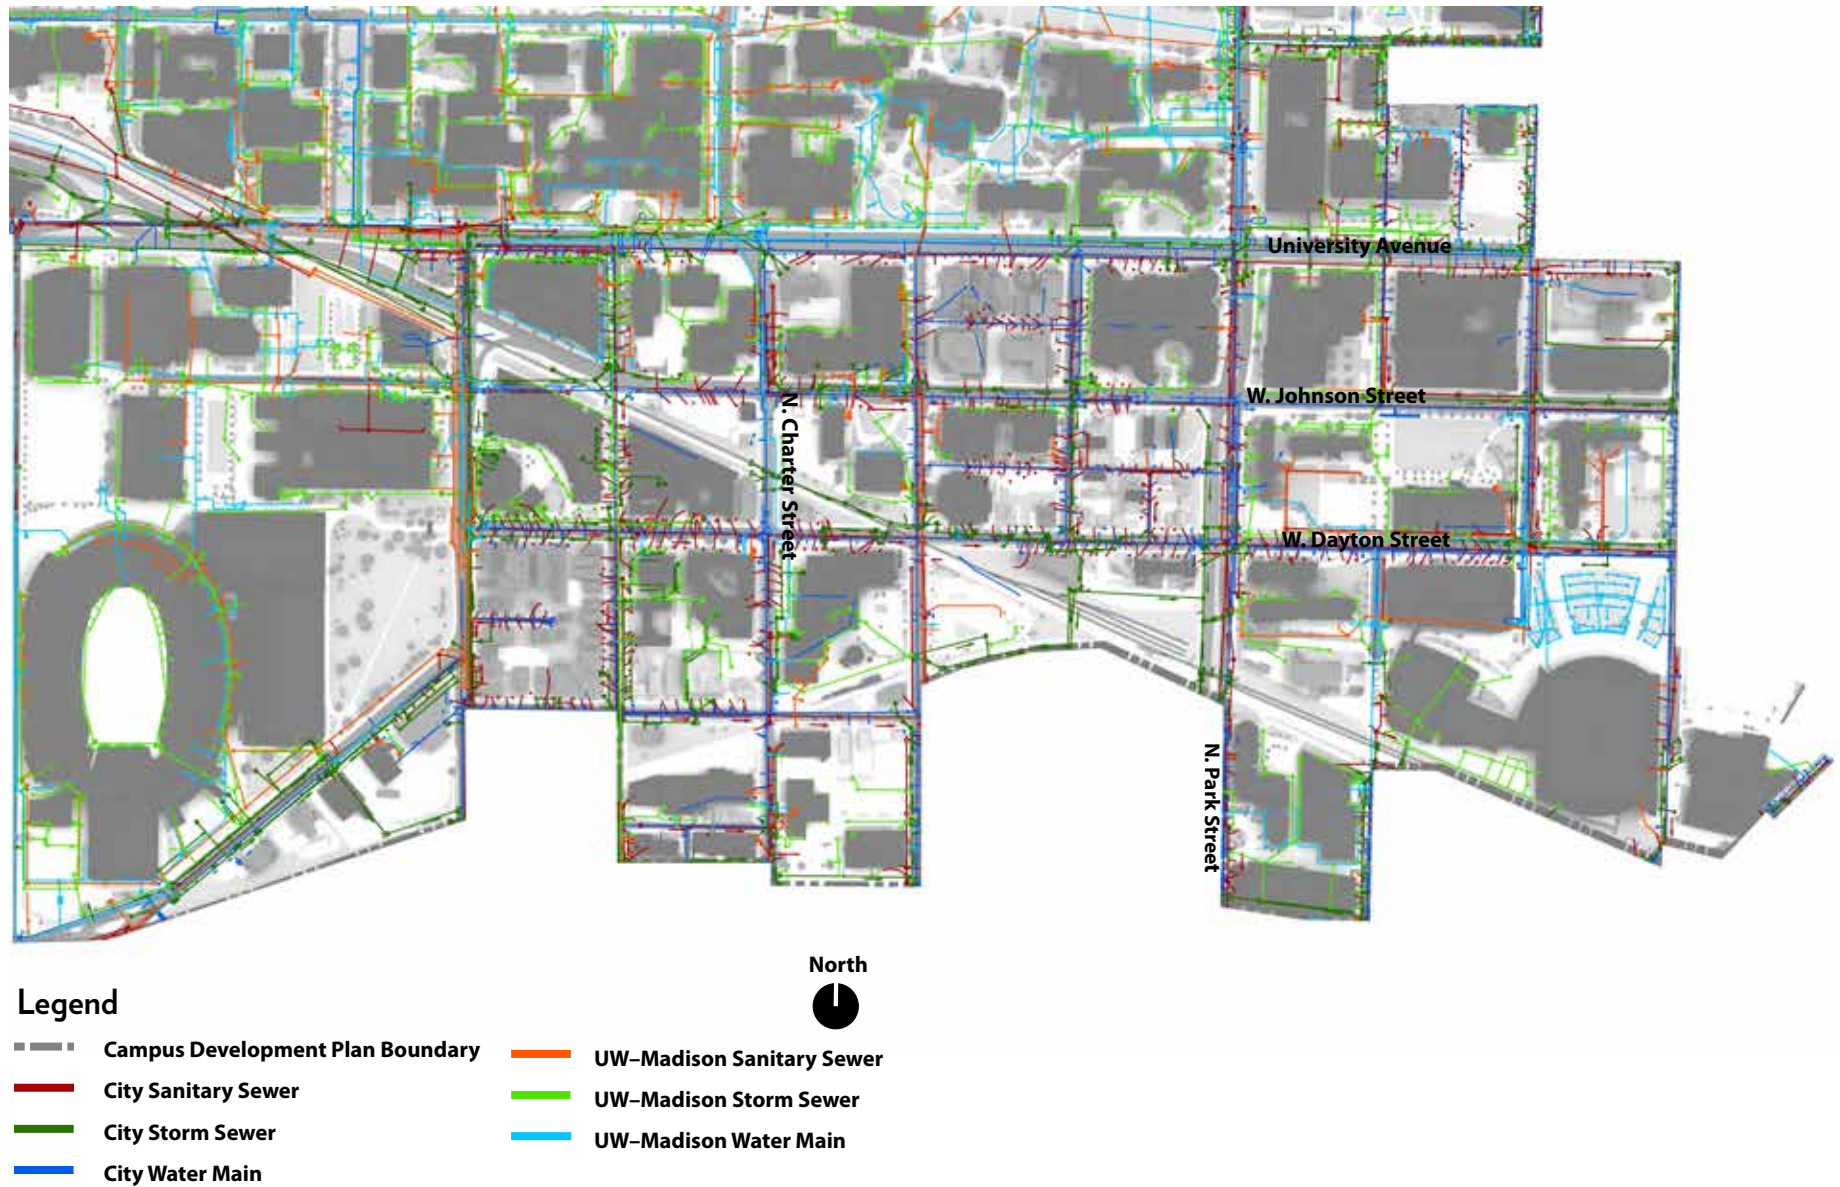 University Avenue
W. Johnson Street
N. Charter Street
W. Dayton Street
N. Park Street
North
Legend
Campus Development Plan Boundary
City Sanitary Sewer
City Storm Sewer
City Water Main
UW–Madison Sanitary Sewer
UW–Madison Storm Sewer
UW–Madison Water Main